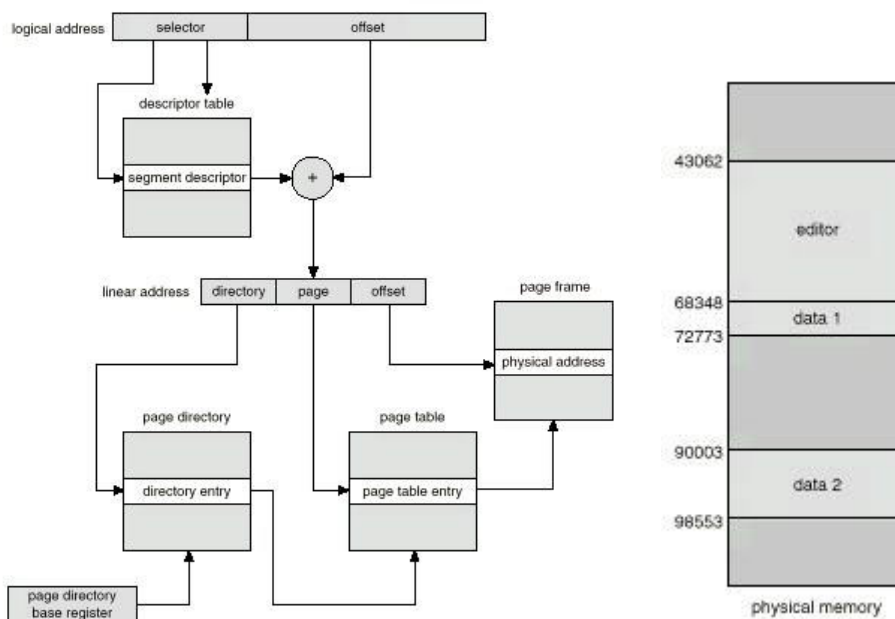 logical address
selector
offset
descriptor table
segment descriptor
+
linear address
directory
page
offset
page frame
physical address
page directory
page table
directory entry
page table entry
page directory
base register
43062
editor
68348
data 1
72773
90003
data 2
98553
physical memory